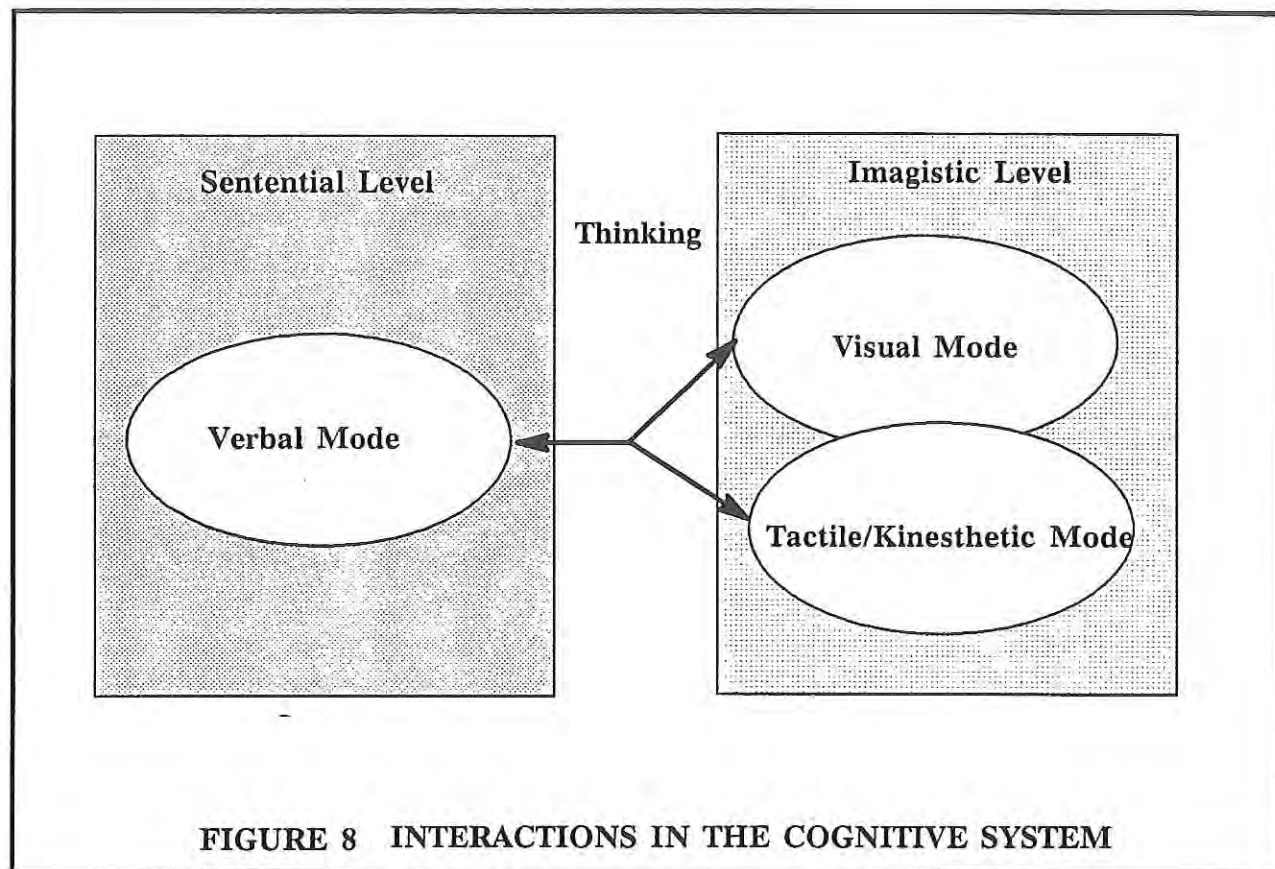 Sentential Level
Imagistic Level
Thinking
Visual Mode
Verbal Mode
Tactile/Kinesthetic Mode
FIGURE 8 INTERACTIONS IN THE COGNITIVE SYSTEM